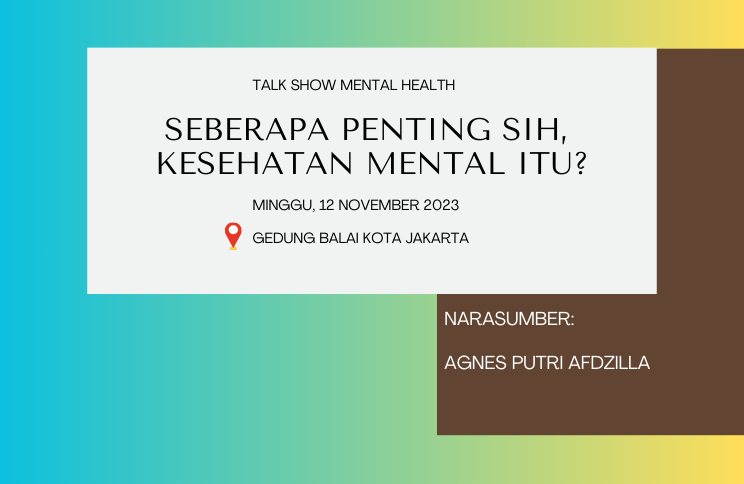 TALK SHOW MENTAL HEALTH
SEBERAPA PENTING SIH,
KESEHATAN MENTAL ITU?
MINGGU, 12 NOVEMBER 2023
GEDUNG BALAI KOTA JAKARTA
NARASUMBER:
AGNES PUTRI AFDZILLA